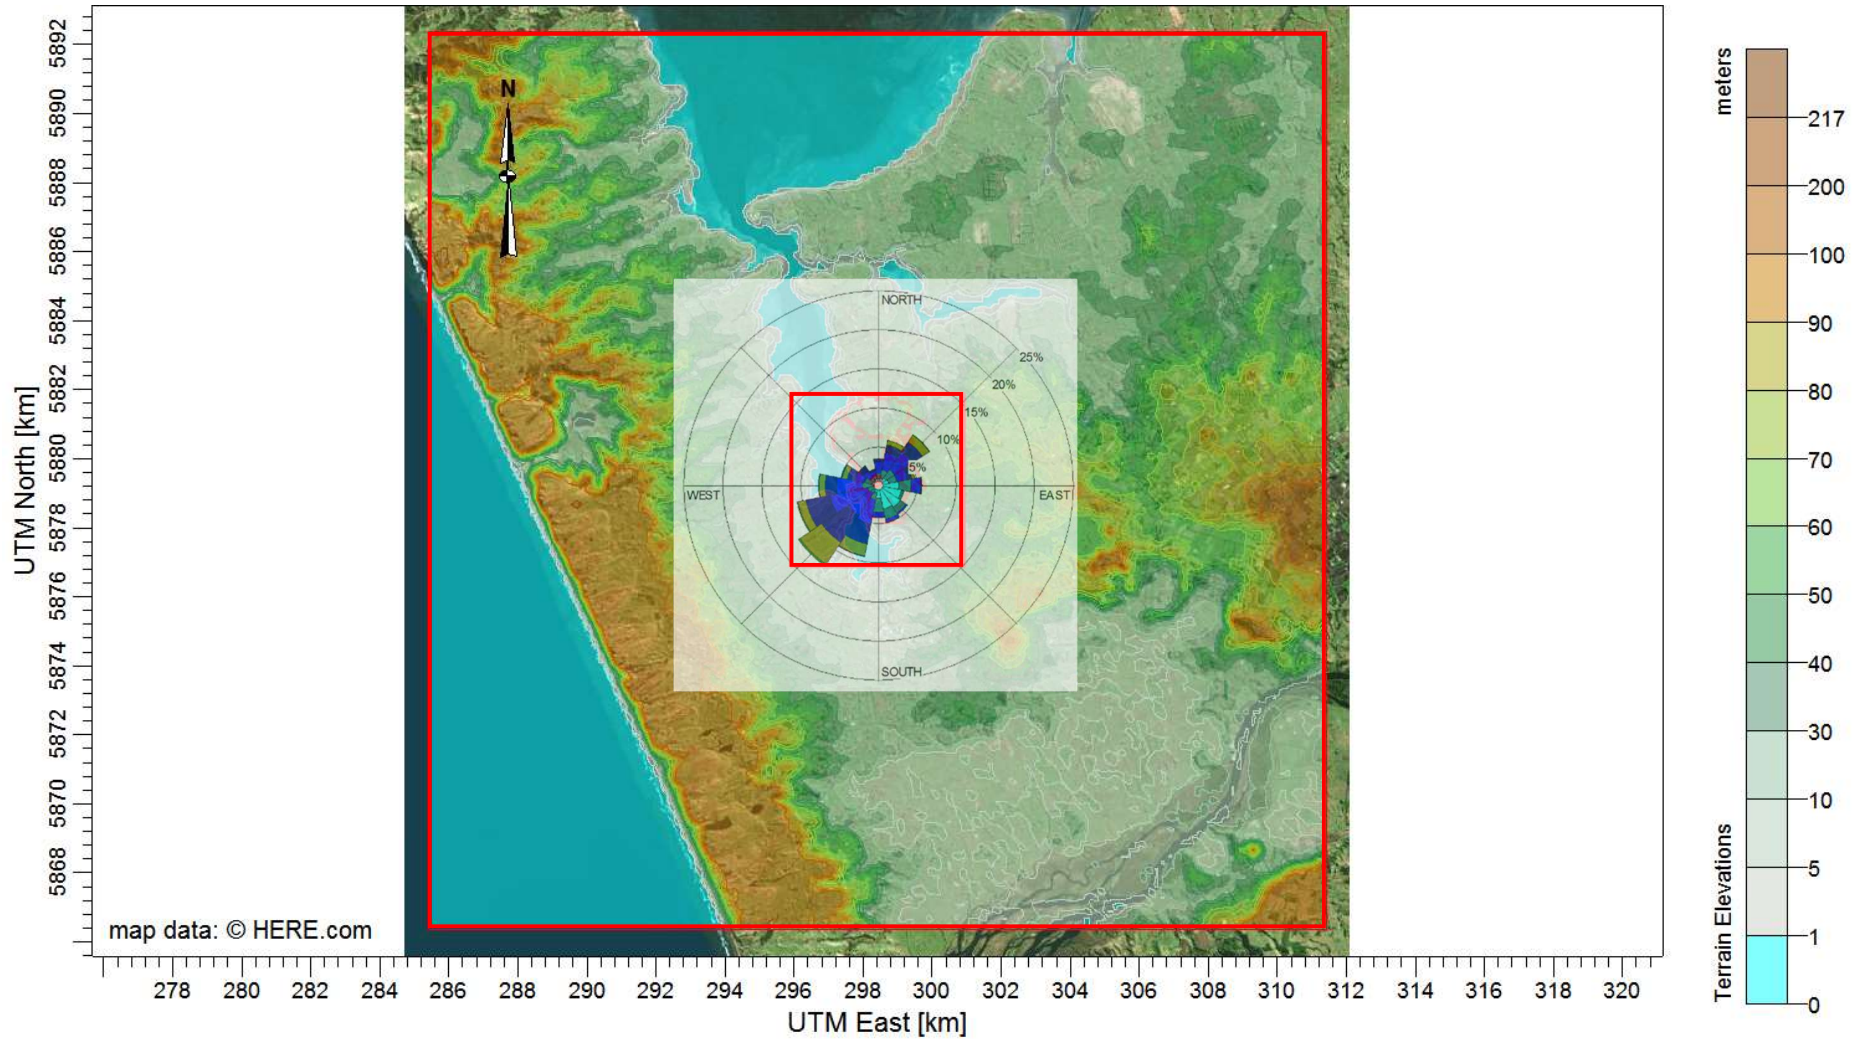 UTM North [km]
5892
5890
5888
5886
5884
5882
5880
5878
5876
5874
5872
5870
5868
N
NORTH
25%
20%
15%
10%
5%
WEST
EAST
SOUTH
map data: © HERE.com
278 280 282 284 286 288 290 292 294 296 298 300 302 304 306 308 310 312 314 316 318 320
UTM East [km]
meters
217
200
100
90
80
70
60
50
40
30
10
5
1
0
Terrain Elevations